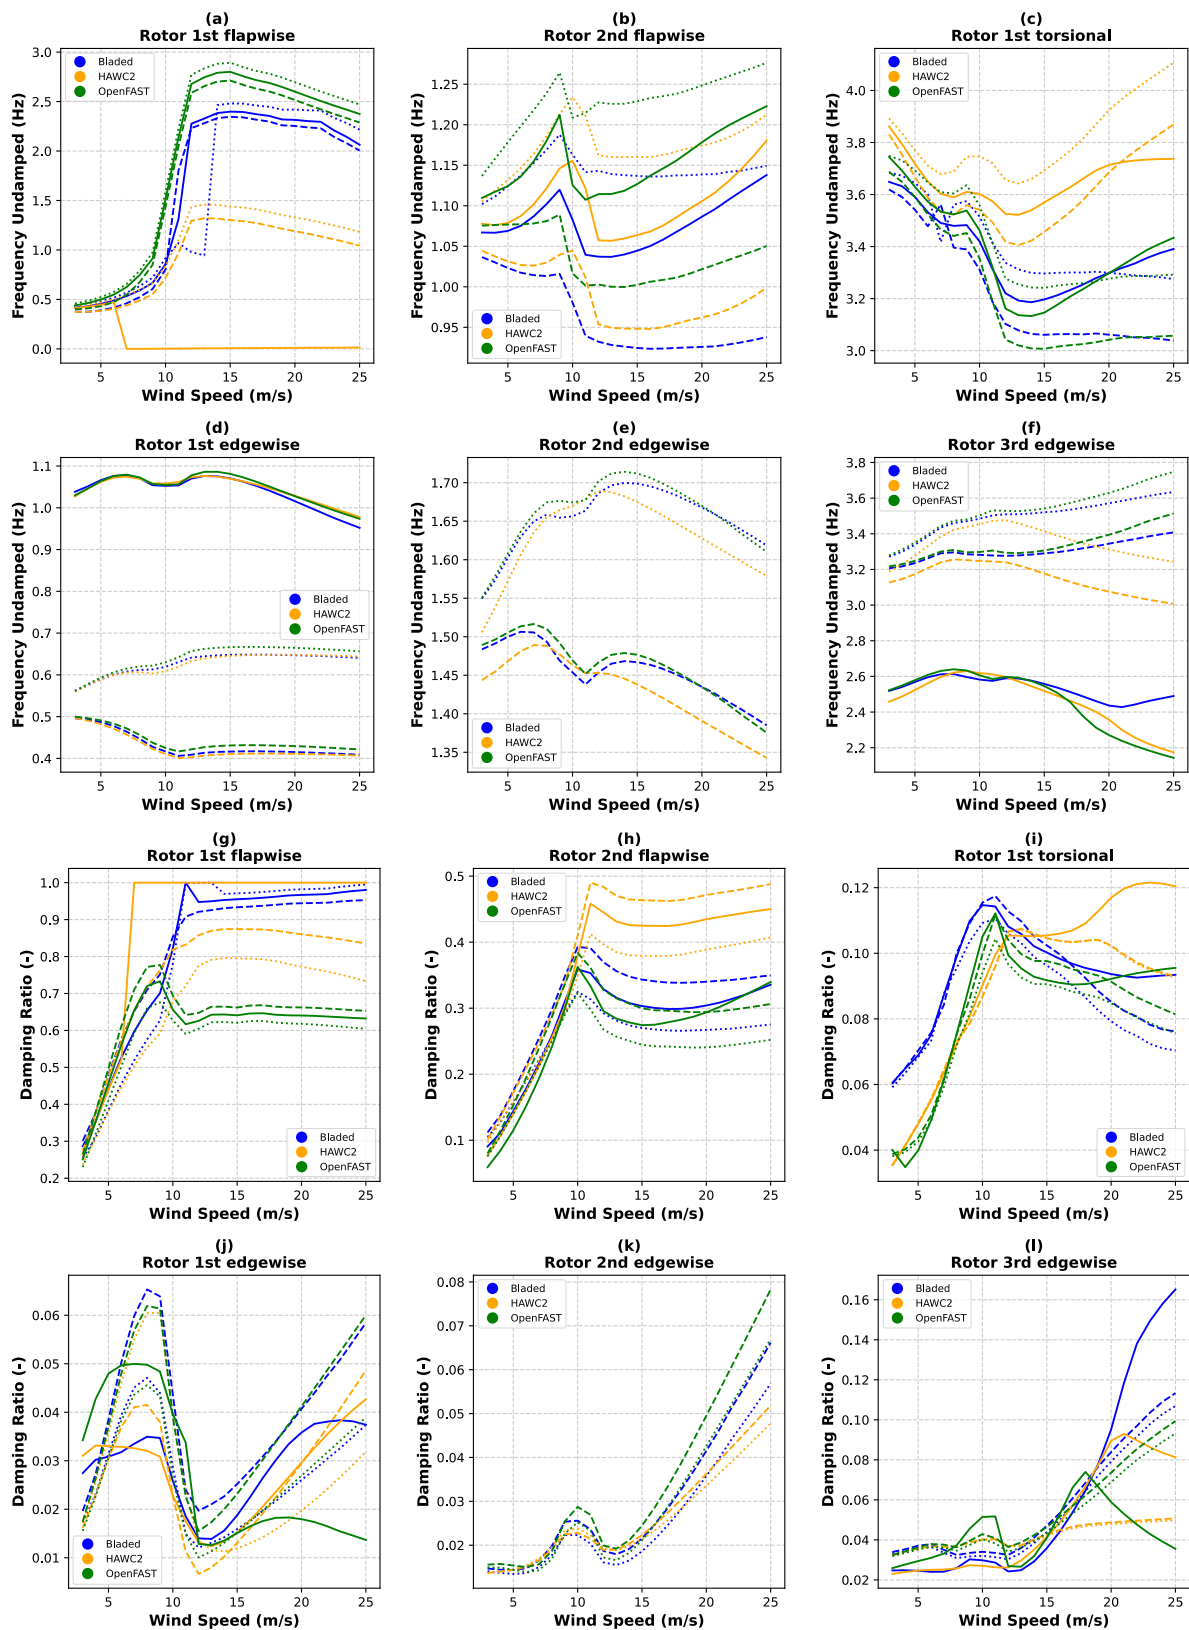 (a)
Rotor 1st flapwise
Frequency Undamped (Hz)
3.0
2.5
2.0
1.5
1.0
0.5
0.0
Bladed
HAWC2
OpenFAST
5 10 15 20 25
Wind Speed (m/s)
(b)
Rotor 2nd flapwise
Frequency Undamped (Hz)
1.25
1.20
1.15
1.10
1.05
1.00
0.95
Bladed
HAWC2
OpenFAST
5 10 15 20 25
Wind Speed (m/s)
(c)
Rotor 1st torsional
Frequency Undamped (Hz)
4.0
3.8
3.6
3.4
3.2
3.0
Bladed
HAWC2
OpenFAST
5 10 15 20 25
Wind Speed (m/s)
(d)
Rotor 1st edgewise
Frequency Undamped (Hz)
1.1
1.0
0.9
0.8
0.7
0.6
0.5
0.4
Bladed
HAWC2
OpenFAST
5 10 15 20 25
Wind Speed (m/s)
(e)
Rotor 2nd edgewise
Frequency Undamped (Hz)
1.70
1.65
1.60
1.55
1.50
1.45
1.40
1.35
Bladed
HAWC2
OpenFAST
5 10 15 20 25
Wind Speed (m/s)
(f)
Rotor 3rd edgewise
Frequency Undamped (Hz)
3.8
3.6
3.4
3.2
3.0
2.8
2.6
2.4
2.2
Bladed
HAWC2
OpenFAST
5 10 15 20 25
Wind Speed (m/s)
(g)
Rotor 1st flapwise
Damping Ratio (-)
1.0
0.9
0.8
0.7
0.6
0.5
0.4
0.3
0.2
Bladed
HAWC2
OpenFAST
5 10 15 20 25
Wind Speed (m/s)
(h)
Rotor 2nd flapwise
Damping Ratio (-)
0.5
0.4
0.3
0.2
0.1
Bladed
HAWC2
OpenFAST
5 10 15 20 25
Wind Speed (m/s)
(i)
Rotor 1st torsional
Damping Ratio (-)
0.12
0.10
0.08
0.06
0.04
Bladed
HAWC2
OpenFAST
5 10 15 20 25
Wind Speed (m/s)
(j)
Rotor 1st edgewise
Damping Ratio (-)
0.06
0.05
0.04
0.03
0.02
0.01
Bladed
HAWC2
OpenFAST
5 10 15 20 25
Wind Speed (m/s)
(k)
Rotor 2nd edgewise
Damping Ratio (-)
0.08
0.07
0.06
0.05
0.04
0.03
0.02
Bladed
HAWC2
OpenFAST
5 10 15 20 25
Wind Speed (m/s)
(l)
Rotor 3rd edgewise
Damping Ratio (-)
0.16
0.14
0.12
0.10
0.08
0.06
0.04
0.02
Bladed
HAWC2
OpenFAST
5 10 15 20 25
Wind Speed (m/s)